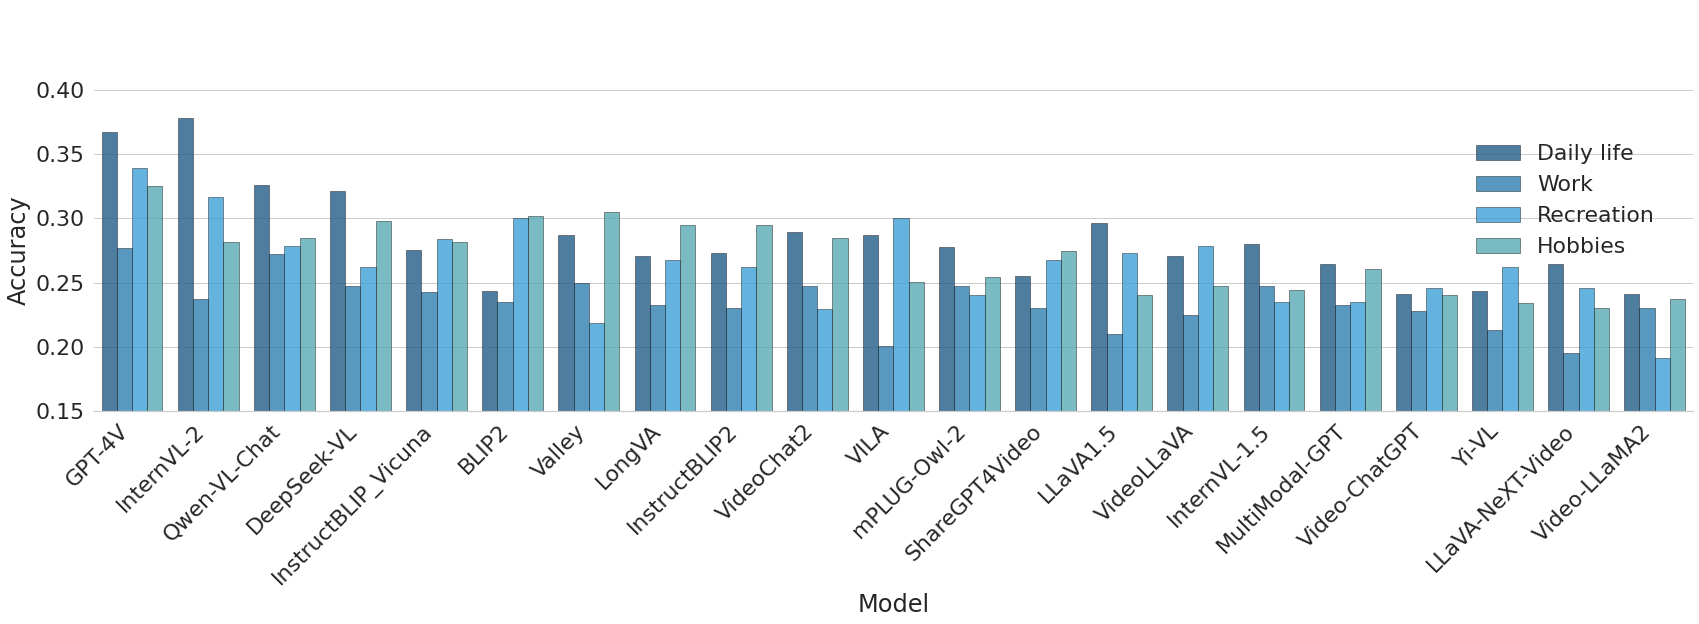 0.40
0.35
0.30
0.25
0.20
0.15
Accuracy
Daily life
Work
Recreation
Hobbies
GPT-4V
InternVL-2
Qwen-VL-Chat
DeepSeek-VL
InstructBLIP_Vicuna
BLIP2
Valley
LongVA
InstructBLIP2
VideoChat2
VILA
mPLUG-Owl-2
ShareGPT4Video
LLaVA1.5
VideoLLaVA
InternVL-1.5
MultiModal-GPT
Video-ChatGPT
Yi-VL
LLaVA-NeXT-Video
Video-LLaMA2
Model